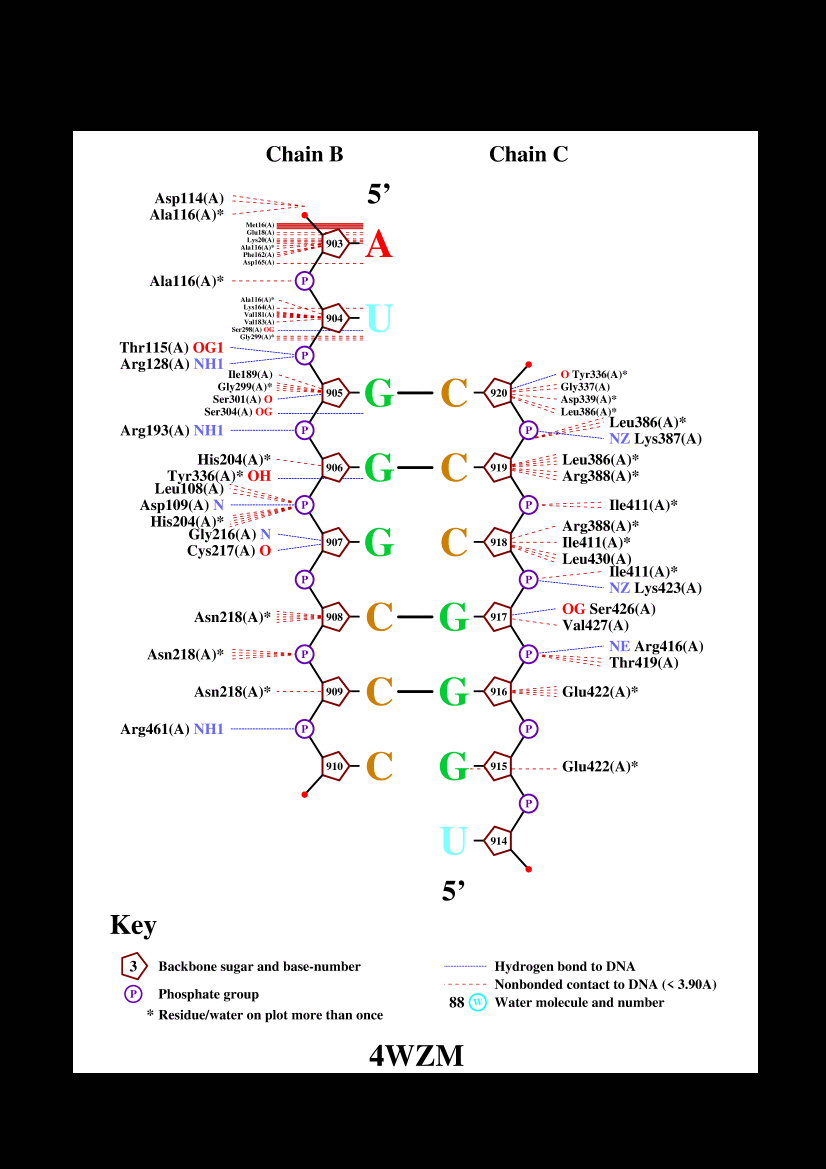 Chain B Chain C
5’
Asp114(A)
Ala116(A)*
Met16(A)
Glu18(A)
Lys20(A)
Ala116(A)*
Phe162(A)
Asp165(A)
903 A
Ala116(A)* P
Ala116(A)*
Lys164(A)
Val181(A)
Val183(A)
Ser298(A) OG
Gly299(A)*
904 U
Thr115(A) OG1
Arg128(A) NH1
P
Ile189(A)
Gly299(A)*
Ser301(A) O
Ser304(A) OG
905 G C 920
O Tyr336(A)*
Gly337(A)
Asp339(A)*
Leu386(A)*
Arg193(A) NH1 P P
Leu386(A)*
NZ Lys387(A)
His204(A)*
Tyr336(A)* OH
906 G C 919
Leu386(A)*
Arg388(A)*
Leu108(A)
Asp109(A) N
His204(A)*
P P Ile411(A)*
Gly216(A) N
Cys217(A) O
907 G C 918
Arg388(A)*
Ile411(A)*
Leu430(A)
P P
Ile411(A)*
NZ Lys423(A)
Asn218(A)* 908 C G 917
OG Ser426(A)
Val427(A)
Asn218(A)* P P
NE Arg416(A)
Thr419(A)
Asn218(A)* 909 C G 916 Glu422(A)*
Arg461(A) NH1 P P
910 C G 915 Glu422(A)*
P
U 914
5’
Key
3 Backbone sugar and base-number
P Phosphate group
* Residue/water on plot more than once
Hydrogen bond to DNA
Nonbonded contact to DNA (< 3.90A)
88 W Water molecule and number
4WZM